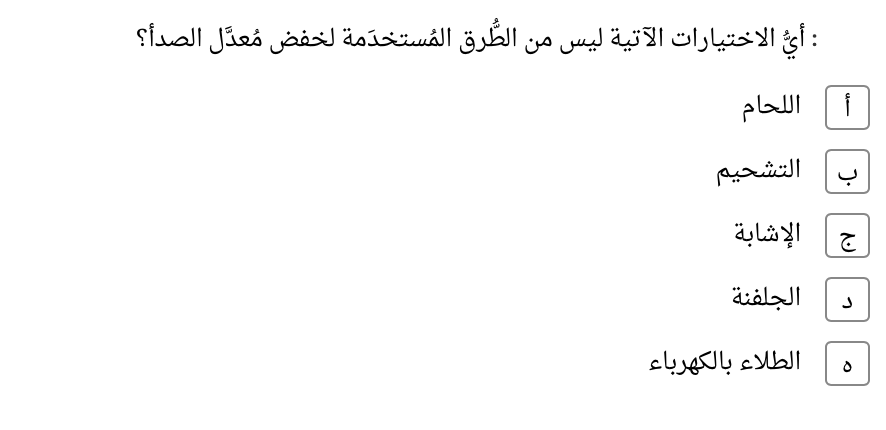 : أيُّ الاختيارات الآتية ليس من الطُّرق المُستخدَمة لخفض مُعدَّل الصدأ؟
أ اللحام
ب التشحيم
ج الإشابة
د الجلفنة
ه الطلاء بالكهرباء